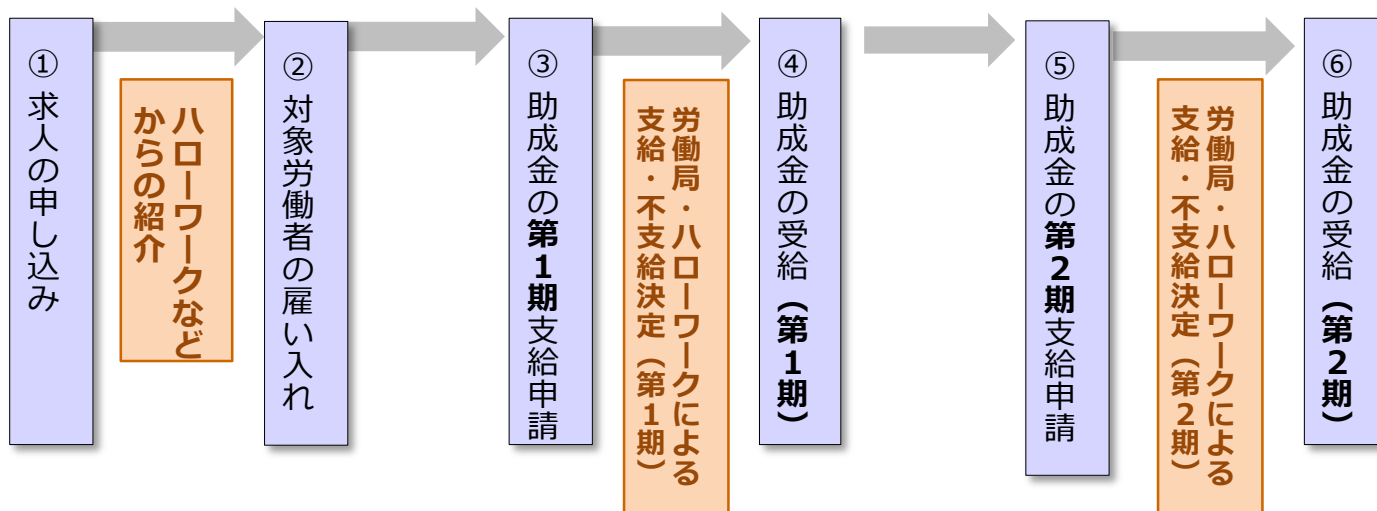 ①求人の申し込み
ハローワークなど
からの紹介
②対象労働者の雇い入れ
③助成金の第1期支給申請
労働局・ハローワークによる
支給・不支給決定（第1期）
④助成金の受給（第1期）
⑤助成金の第2期支給申請
労働局・ハローワークによる
支給・不支給決定（第2期）
⑥助成金の受給（第2期）